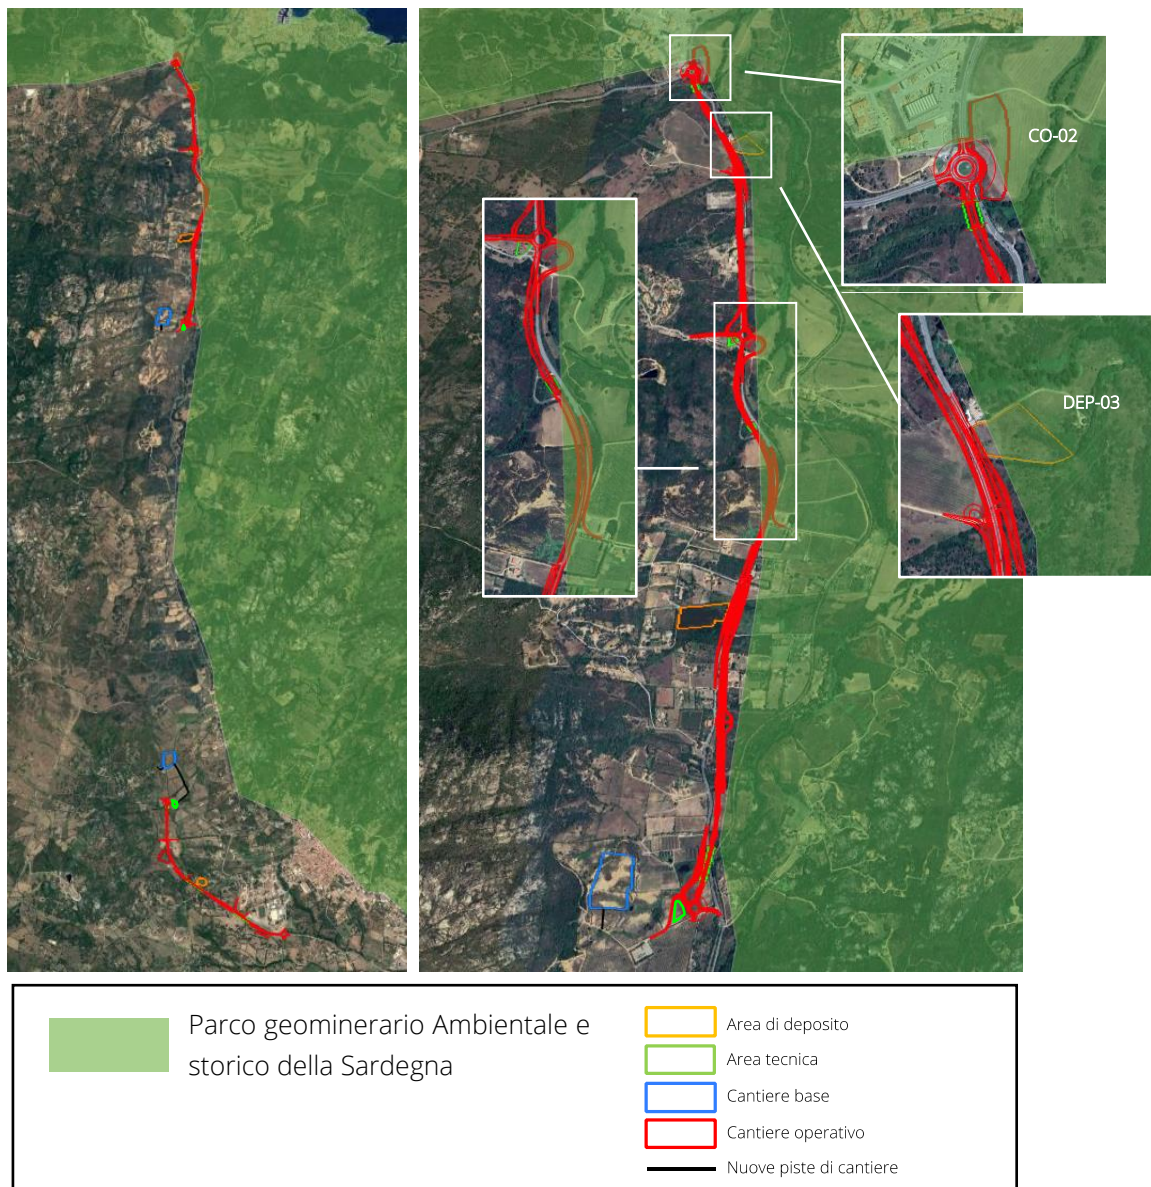 CO-02
DEP-03
Parco geominerario Ambientale e
storico della Sardegna
Area di deposito
Area tecnica
Cantiere base
Cantiere operativo
Nuove piste di cantiere